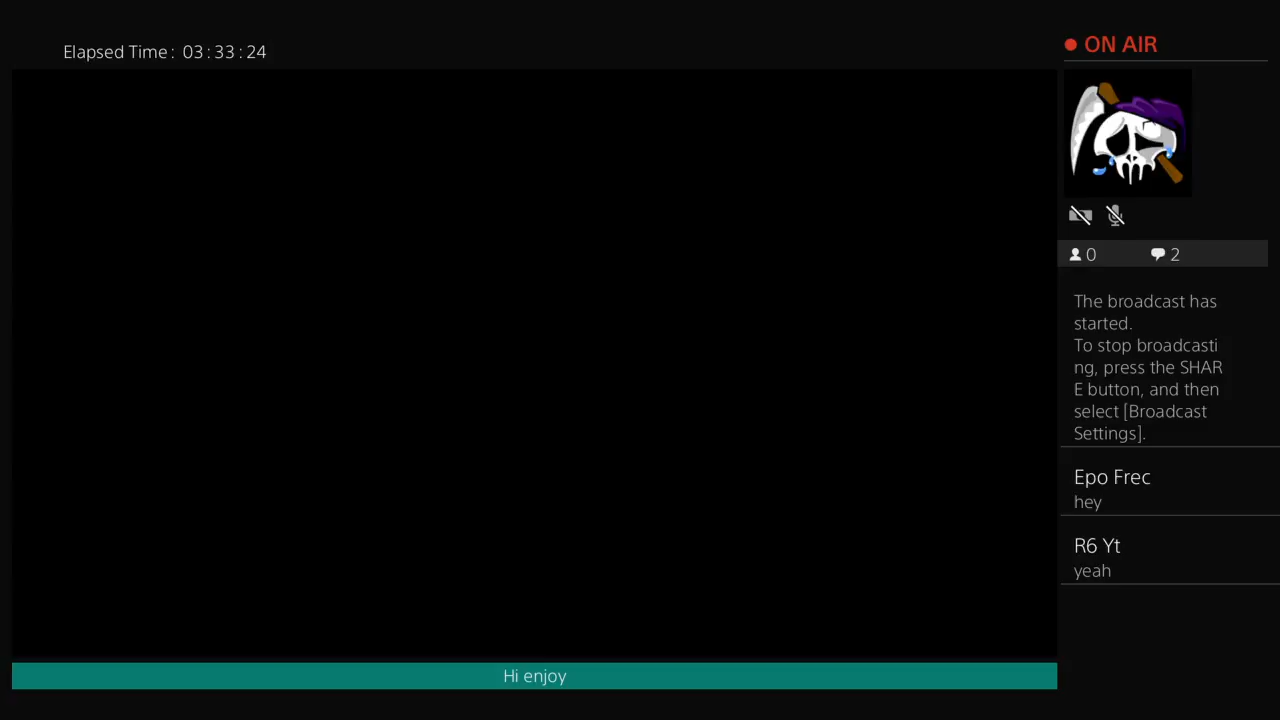 Elapsed Time: 03:33:24
ON AIR
0 2
The broadcast has
started.
To stop broadcasti
ng, press the SHAR
E button, and then
select [Broadcast
Settings].
Epo Frec
hey
R6 Yt
yeah
Hi enjoy